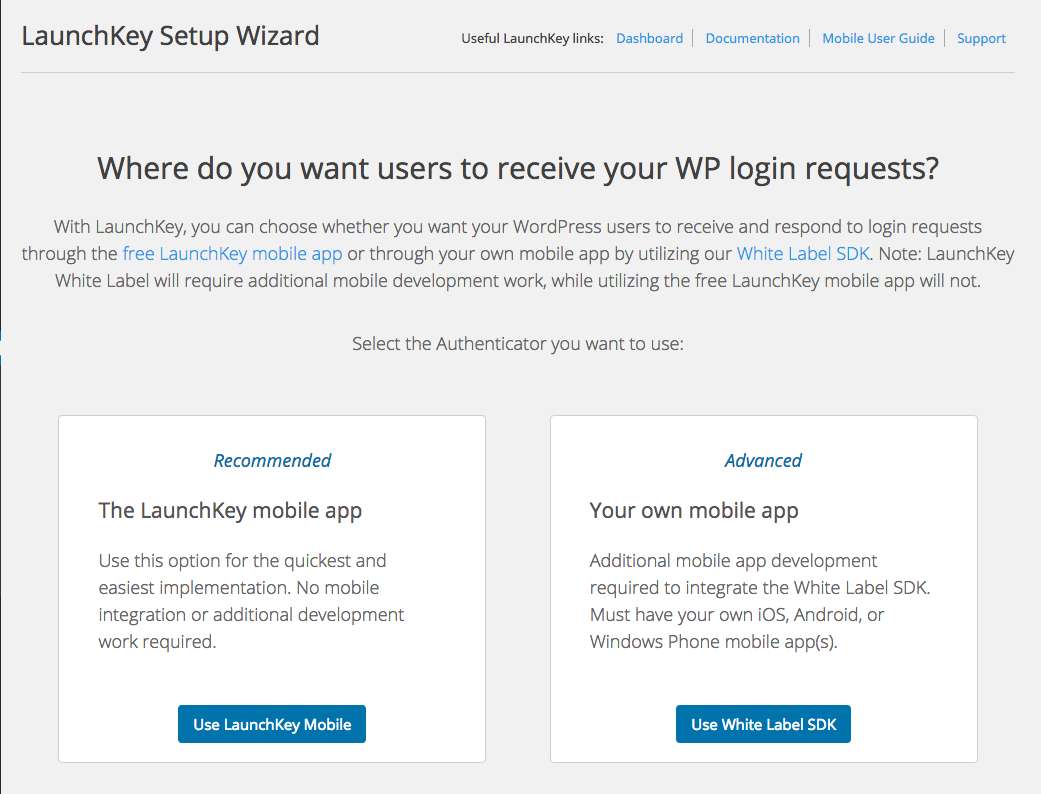 LaunchKey Setup Wizard
Useful LaunchKey links: Dashboard Documentation Mobile User Guide Support
Where do you want users to receive your WP login requests?
With LaunchKey, you can choose whether you want your WordPress users to receive and respond to login requests
through the free LaunchKey mobile app or through your own mobile app by utilizing our White Label SDK. Note: LaunchKey
White Label will require additional mobile development work, while utilizing the free LaunchKey mobile app will not.
Select the Authenticator you want to use:
Recommended
The LaunchKey mobile app
Use this option for the quickest and
easiest implementation. No mobile
integration or additional development
work required.
Use LaunchKey Mobile
Advanced
Your own mobile app
Additional mobile app development
required to integrate the White Label SDK.
Must have your own iOS, Android, or
Windows Phone mobile app(s).
Use White Label SDK